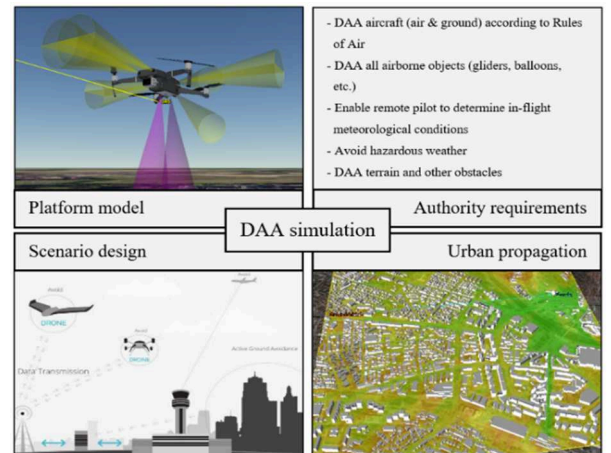 - DAA aircraft (air & ground) according to Rules
of Air
- DAA all airborne objects (gliders, balloons,
etc.)
- Enable remote pilot to determine in-flight
meteorological conditions
- Avoid hazardous weather
- DAA terrain and other obstacles
Platform model
Authority requirements
DAA simulation
Scenario design
Urban propagation
DRONE
Avoid
DRONE
Active Ground Avoidance
Data Transmission